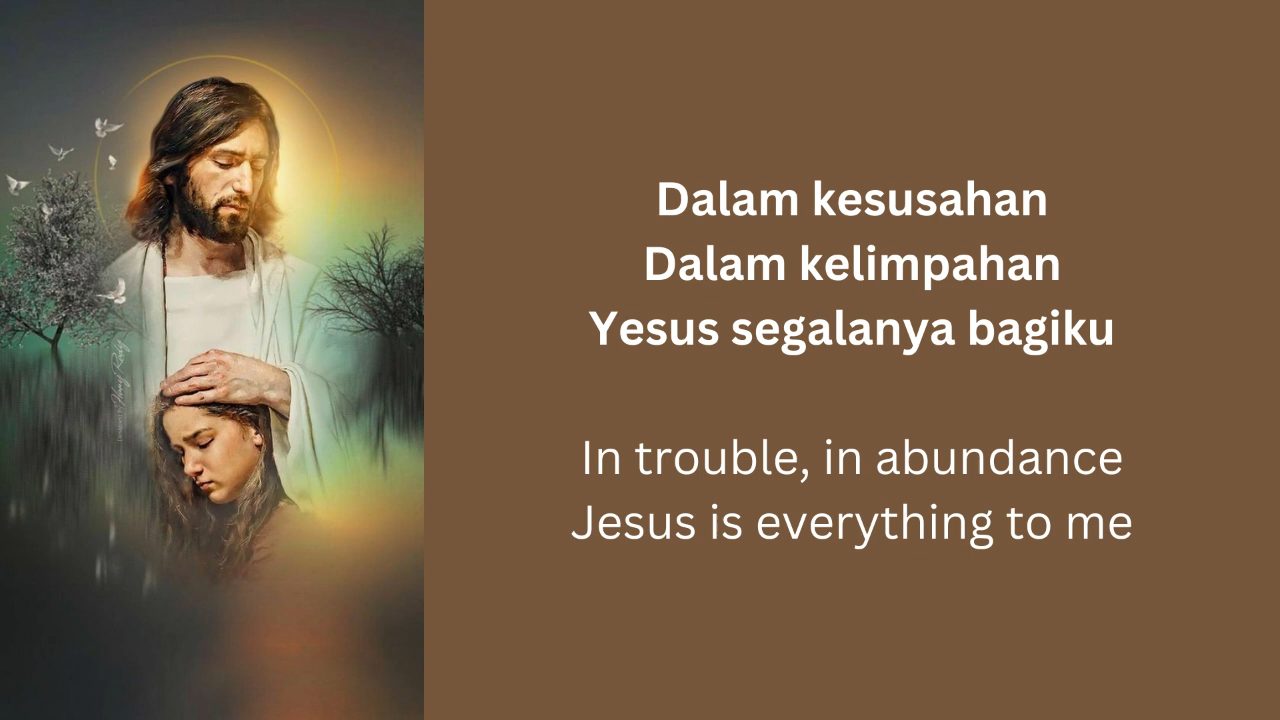 Dalam kesusahan
Dalam kelimpahan
Yesus segalanya bagiku
In trouble, in abundance
Jesus is everything to me